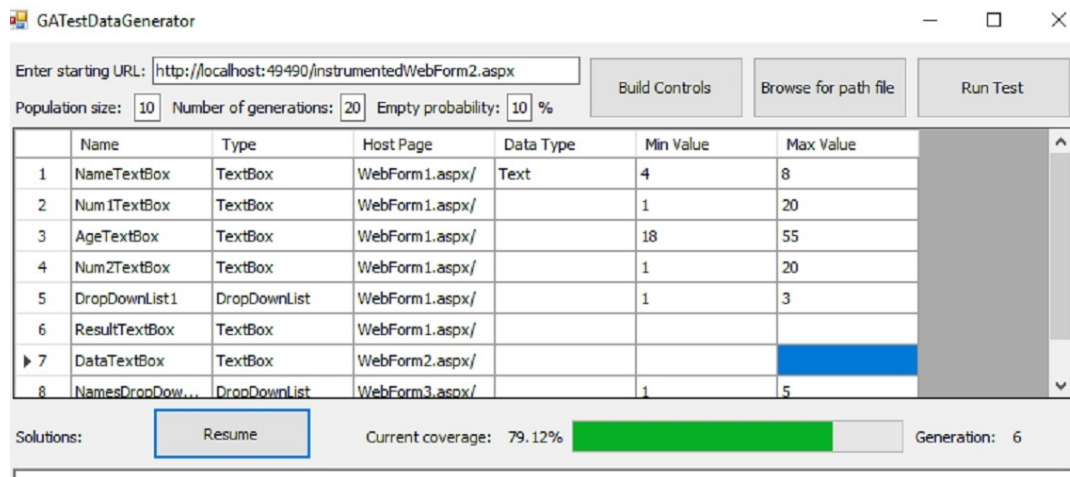 GATestDataGenerator
Enter starting URL: http://localhost:49490/instrumentedWebForm2.aspx Build Controls Browse for path file Run Test
Population size: 10 Number of generations: 20 Empty probability: 10 %
Name Type Host Page Data Type Min Value Max Value
1 NameTextBox TextBox WebForm1.aspx/ Text 4 8
2 Num1TextBox TextBox WebForm1.aspx/ 1 20
3 AgeTextBox TextBox WebForm1.aspx/ 18 55
4 Num2TextBox TextBox WebForm1.aspx/ 1 20
5 DropDownList1 DropDownList WebForm1.aspx/ 1 3
6 ResultTextBox TextBox WebForm1.aspx/
7 DataTextBox TextBox WebForm2.aspx/
8 NamesDropDow... DropDownList WebForm3.aspx/ 1 5
Solutions: Resume Current coverage: 79.12% Generation: 6